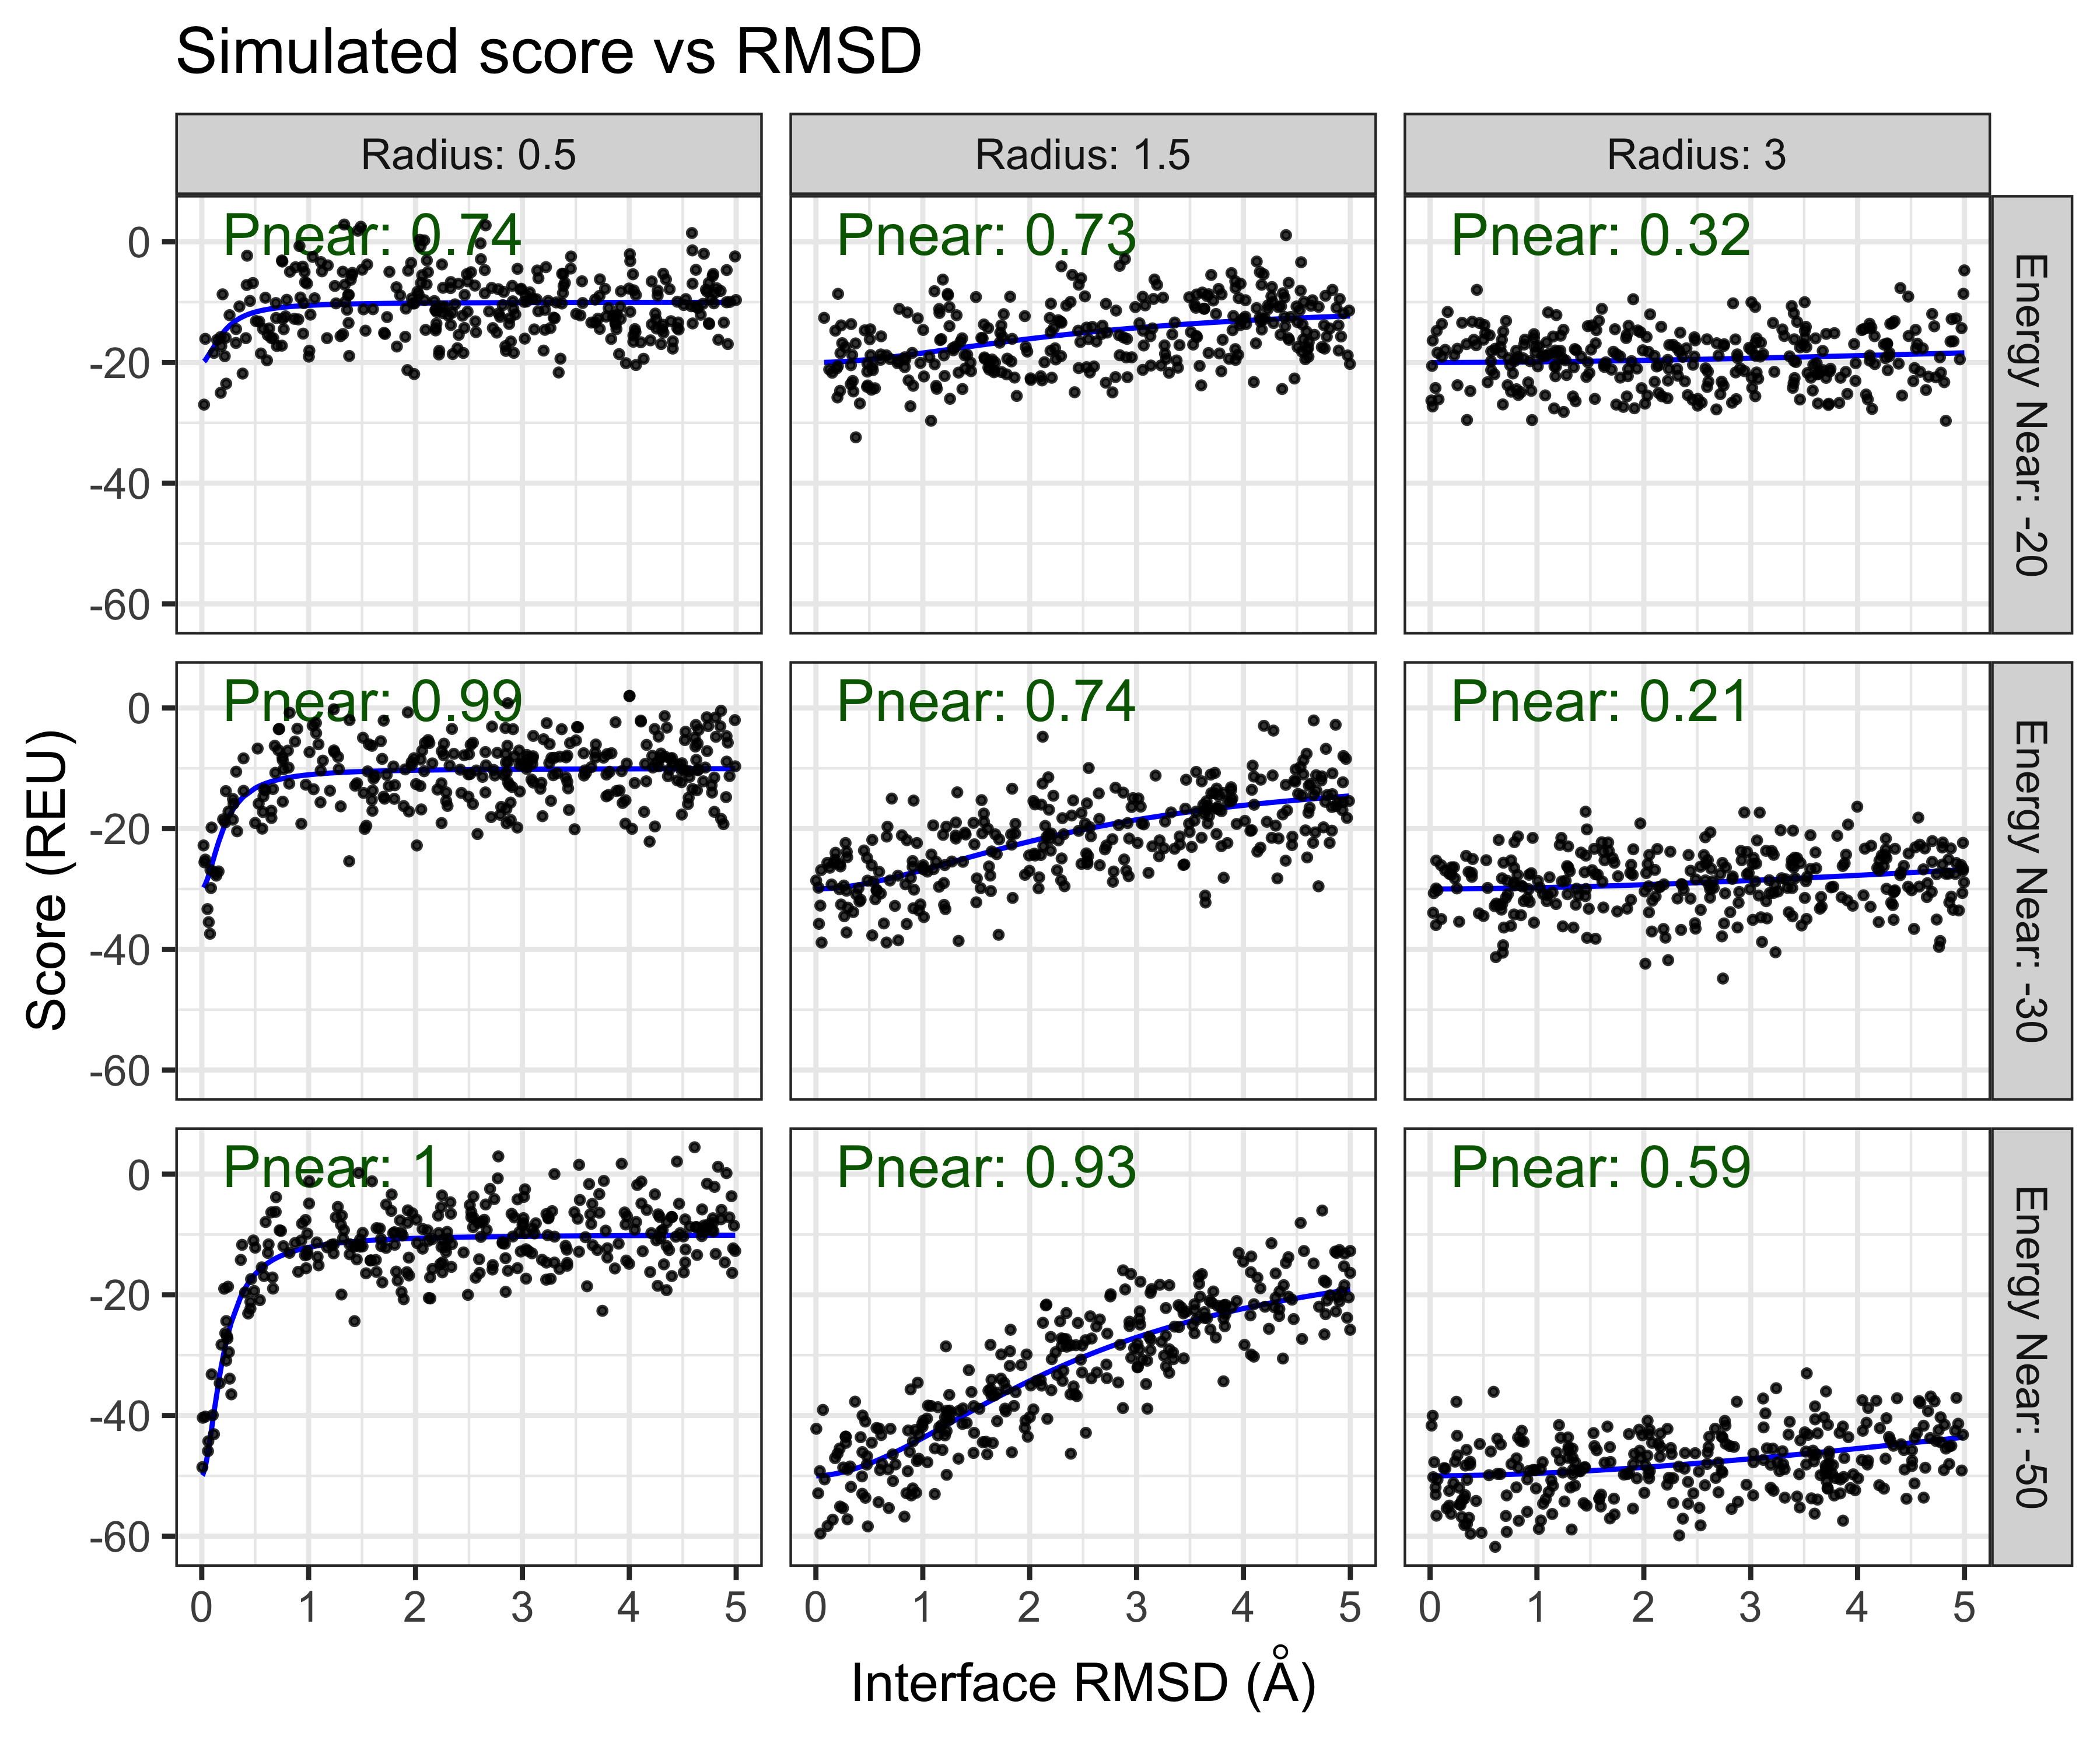 Simulated score vs RMSD
Radius: 0.5
Radius: 1.5
Radius: 3
Pnear: 0.74
Pnear: 0.73
Pnear: 0.32
0
-20
-40
-60
Energy Near: -20
Pnear: 0.99
Pnear: 0.74
Pnear: 0.21
0
-20
-40
-60
Energy Near: -30
Score (REU)
Pnear: 1
Pnear: 0.93
Pnear: 0.59
0
-20
-40
-60
Energy Near: -50
0 1 2 3 4 5
0 1 2 3 4 5
0 1 2 3 4 5
Interface RMSD (Å)